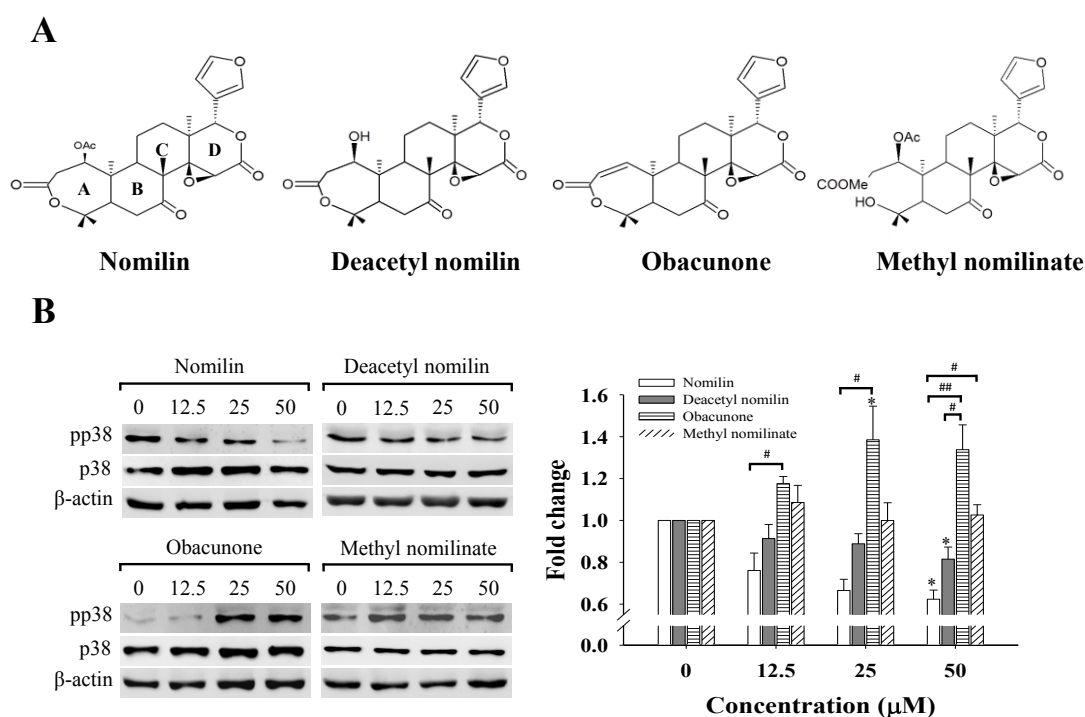 A
O
O
O
O
OAc
OH
OAc
C
D
O
O
O
O
A
B
O
O
O
O
O
O
O
O
COOMe
O
O
O
O
O
O
HO
O
O
O
O
Nomilin
Deacetyl nomilin
Obacunone
Methyl nomilinate
B
Nomilin
Deacetyl nomilin
0 12.5 25 50
0 12.5 25 50
pp38
p38
β-actin
Obacunone
Methyl nomilinate
0 12.5 25 50
0 12.5 25 50
pp38
p38
β-actin
Nomilin
Deacetyl nomilin
Obacunone
Methyl nomilinate
#
#
*
#
##
#
*
*
1.6
1.4
1.2
1.0
0.8
0.6
0.0
Fold change
0 12.5 25 50
Concentration (μM)